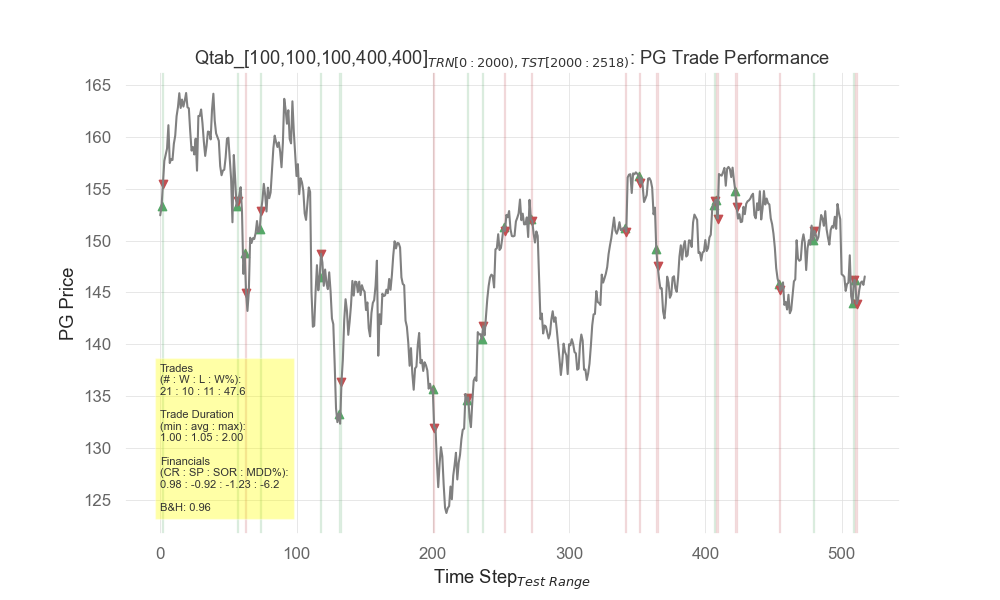 Qtab_[100,100,100,400,400]TRN[0 : 2000), TST[2000 : 2518): PG Trade Performance
165
160
155
150
145
140
135
130
125
PG Price
Trades
(# : W : L : W%):
21 : 10 : 11 : 47.6
Trade Duration
(min : avg : max):
1.00 : 1.05 : 2.00
Financials
(CR : SP : SOR : MDD%):
0.98 : -0.92 : -1.23 : -6.2
B&H: 0.96
0 100 200 300 400 500
Time StepTest Range